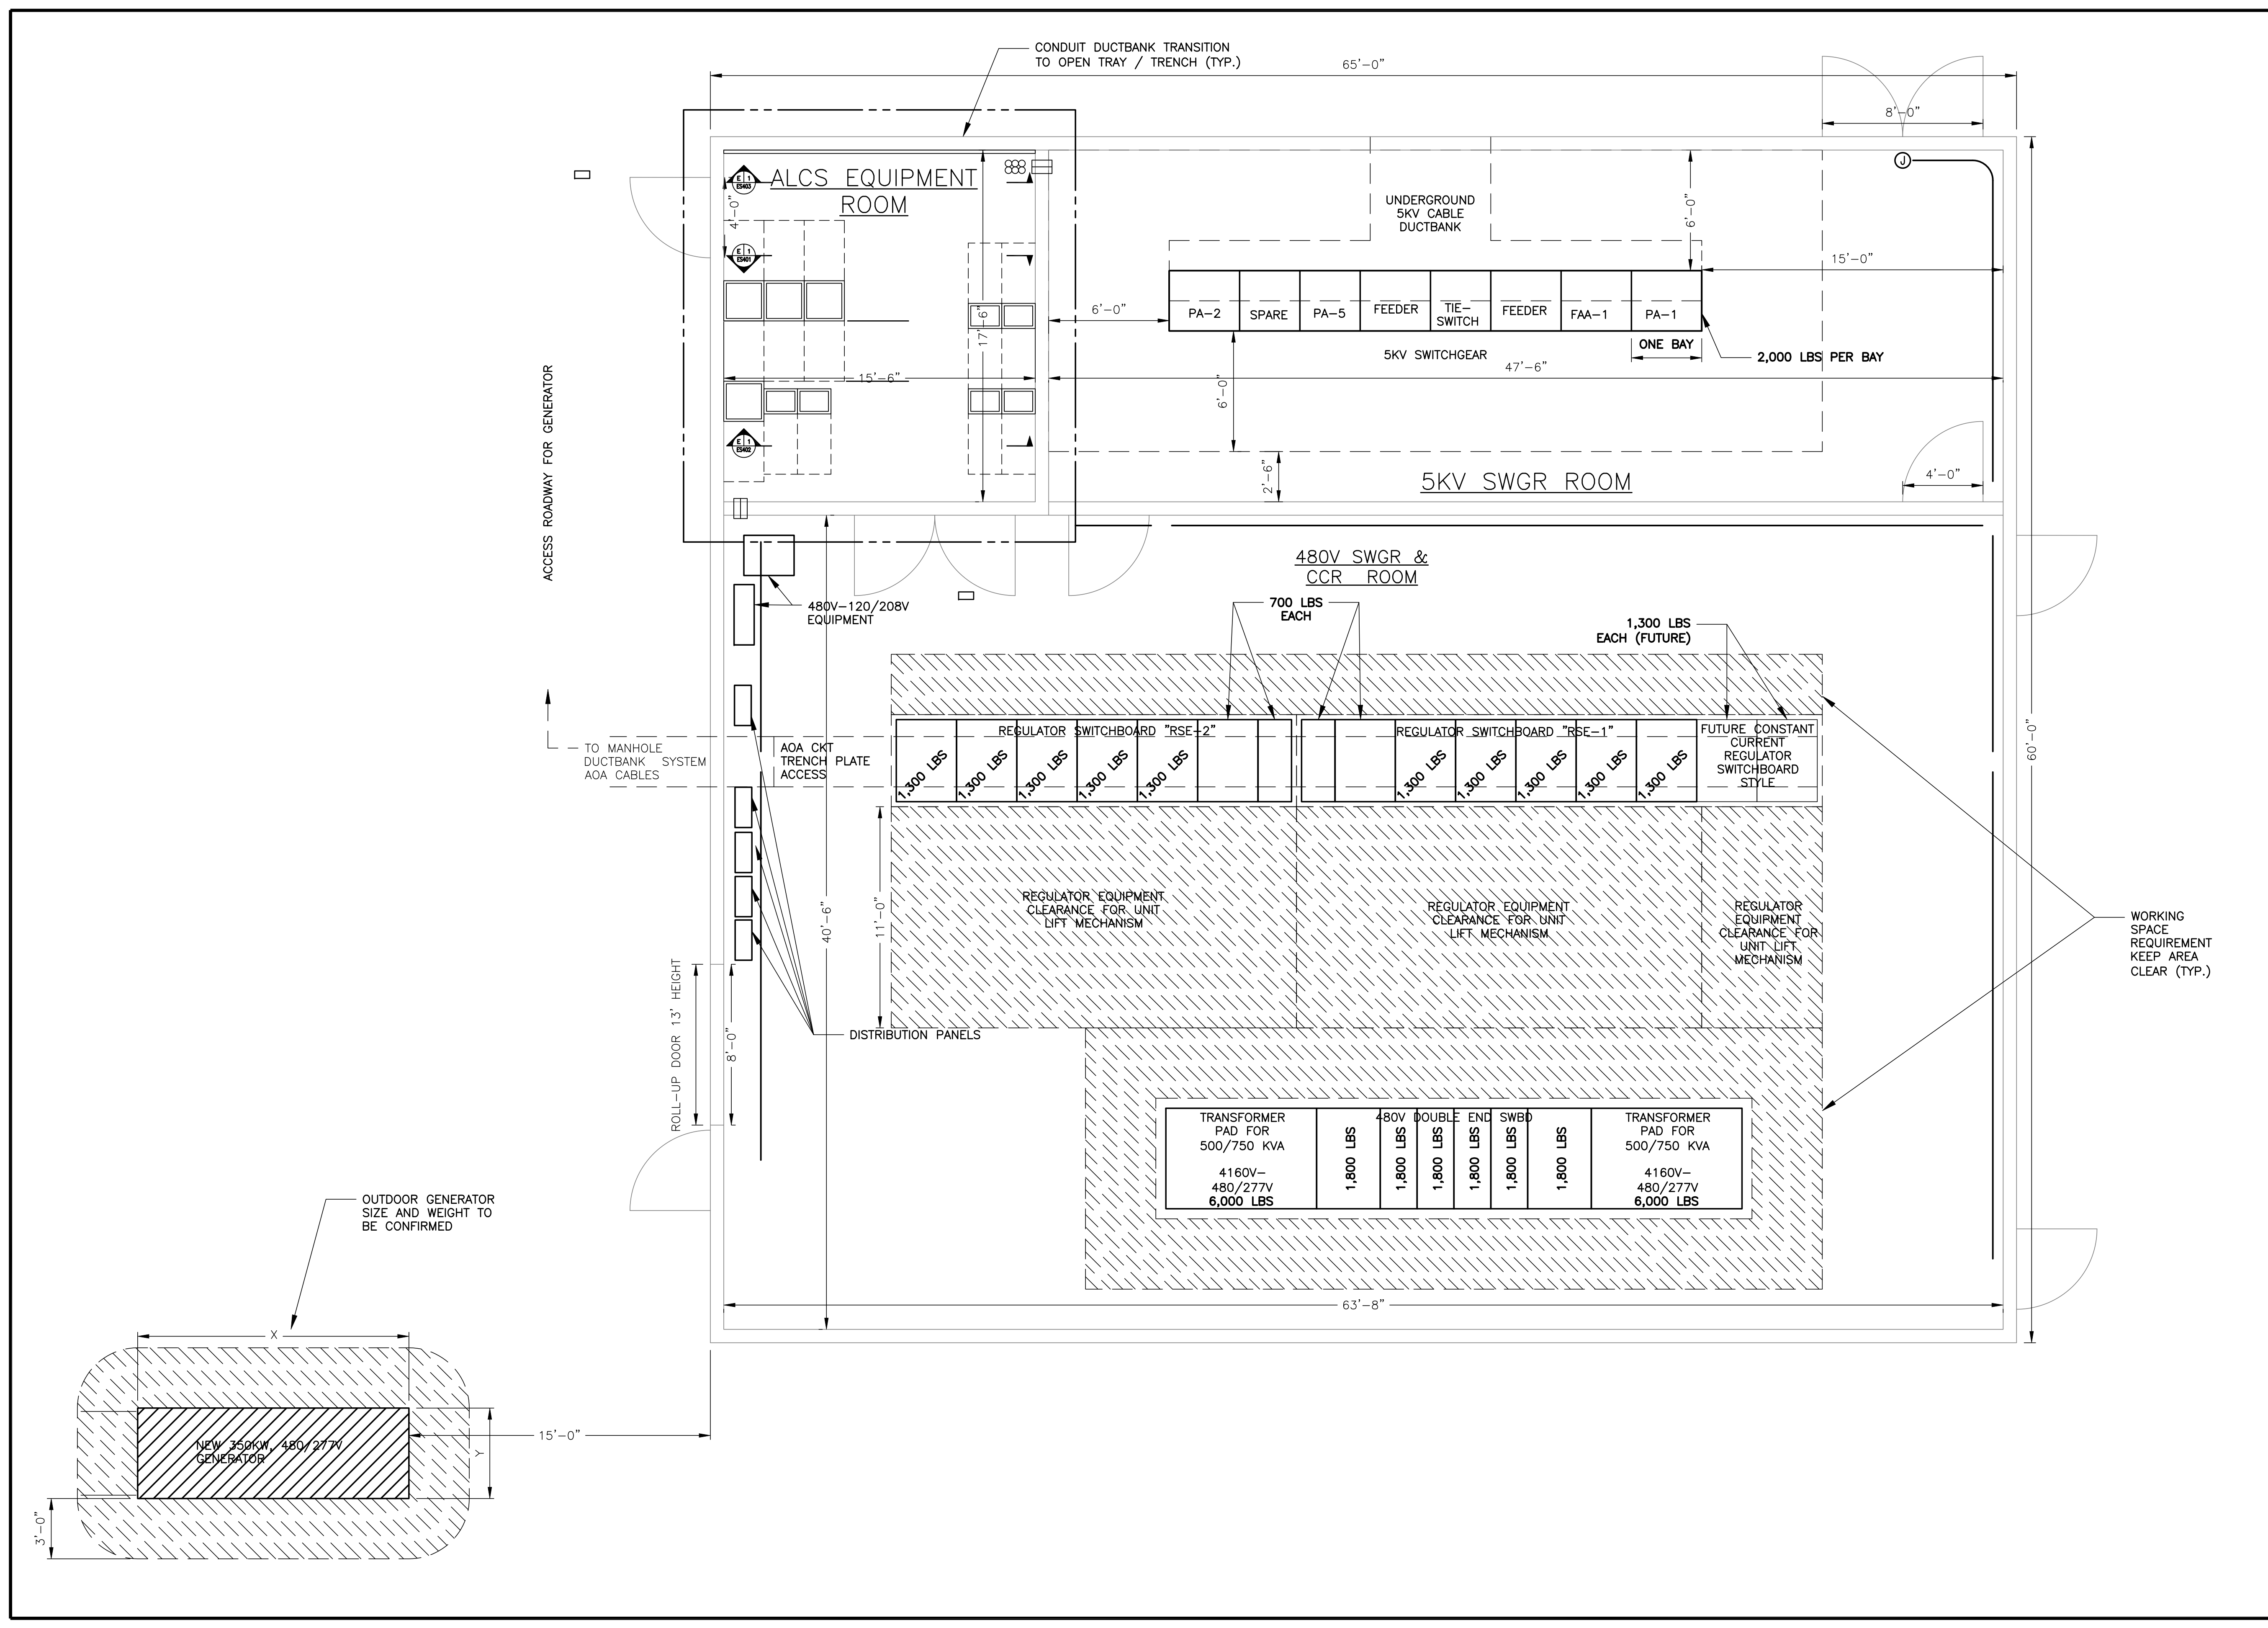 CONDUIT DUCTBANK TRANSITION
TO OPEN TRAY / TRENCH (TYP.)
65'-0"
8'-0"
J
ALCS EQUIPMENT
ROOM
E 1
ES403
4'-0"
E 1
ES401
17'-6"
15'-6"
E 1
ES402
UNDERGROUND
5KV CABLE
DUCTBANK
6'-0"
15'-0"
6'-0"
PA-2
SPARE
PA-5
FEEDER
TIE-
SWITCH
FEEDER
FAA-1
PA-1
5KV SWITCHGEAR
ONE BAY
2,000 LBS PER BAY
47'-6"
6'-0"
2'-6"
5KV SWGR ROOM
4'-0"
ACCESS ROADWAY FOR GENERATOR
480V SWGR &
CCR ROOM
480V-120/208V
EQUIPMENT
700 LBS
EACH
1,300 LBS
EACH (FUTURE)
TO MANHOLE
DUCTBANK SYSTEM
AOA CABLES
AOA CKT
TRENCH PLATE
ACCESS
REGULATOR SWITCHBOARD "RSE-2"
1,300 LBS
1,300 LBS
1,300 LBS
1,300 LBS
1,300 LBS
REGULATOR SWITCHBOARD "RSE-1"
1,300 LBS
1,300 LBS
1,300 LBS
1,300 LBS
1,300 LBS
FUTURE CONSTANT
CURRENT
REGULATOR
SWITCHBOARD
STYLE
60'-0"
11'-0"
40'-6"
REGULATOR EQUIPMENT
CLEARANCE FOR UNIT
LIFT MECHANISM
REGULATOR EQUIPMENT
CLEARANCE FOR UNIT
LIFT MECHANISM
REGULATOR
EQUIPMENT
CLEARANCE FOR
UNIT LIFT
MECHANISM
WORKING
SPACE
REQUIREMENT
KEEP AREA
CLEAR (TYP.)
ROLL-UP DOOR 13' HEIGHT
8'-0"
DISTRIBUTION PANELS
TRANSFORMER
PAD FOR
500/750 KVA
4160V-
480/277V
6,000 LBS
480V DOUBLE END SWBD
1,800 LBS
1,800 LBS
1,800 LBS
1,800 LBS
1,800 LBS
1,800 LBS
TRANSFORMER
PAD FOR
500/750 KVA
4160V-
480/277V
6,000 LBS
63'-8"
OUTDOOR GENERATOR
SIZE AND WEIGHT TO
BE CONFIRMED
X
NEW 350KW, 480/277V
GENERATOR
Y
15'-0"
3'-0"